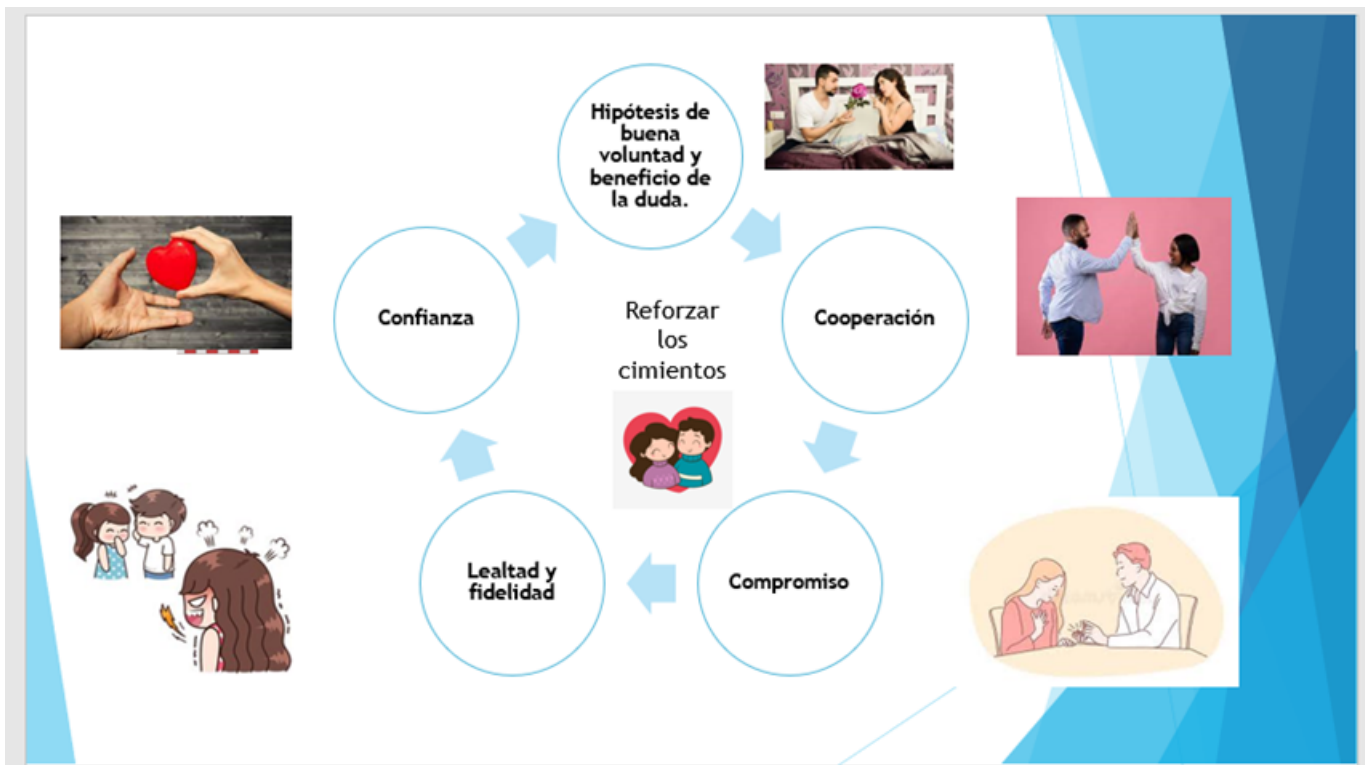 Hipótesis de
buena
voluntad y
beneficio de
la duda.
Confianza
Reforzar
los
cimientos
Cooperación
Lealtad y
fidelidad
Compromiso